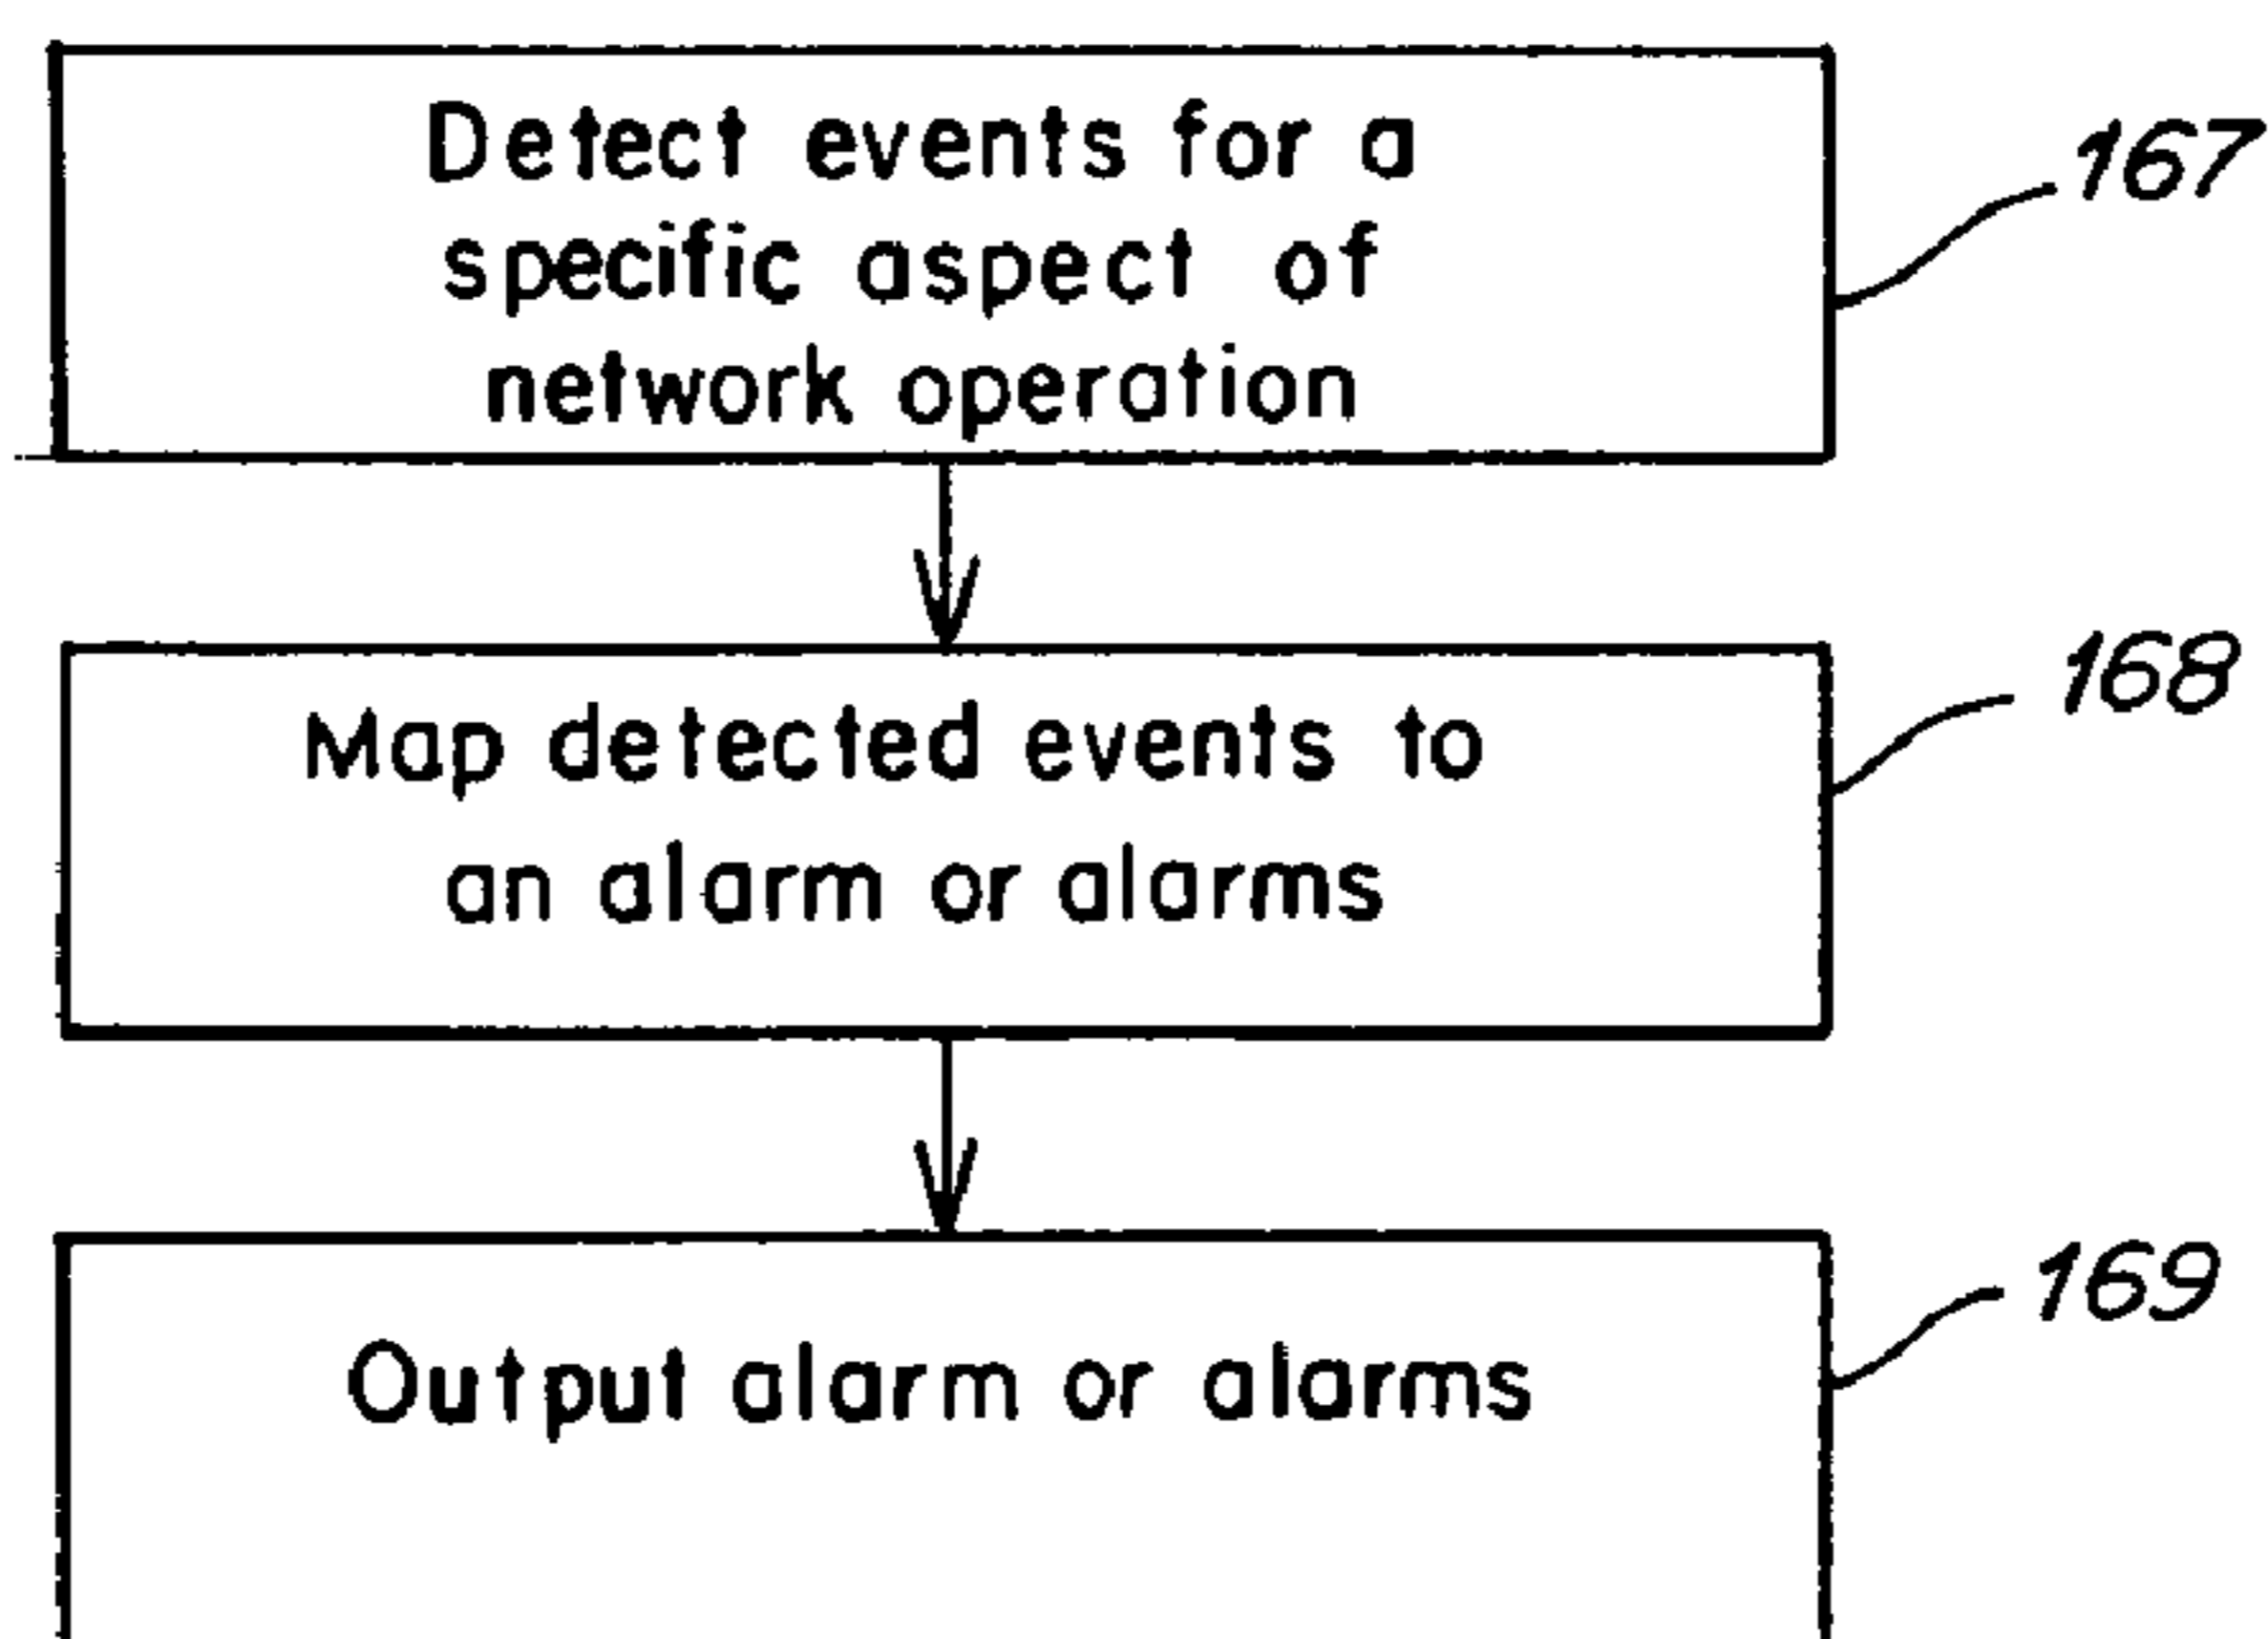 Detect events for a
specific aspect of
network operation
167
Map detected events to
an alarm or alarms
168
Output alarm or alarms
169